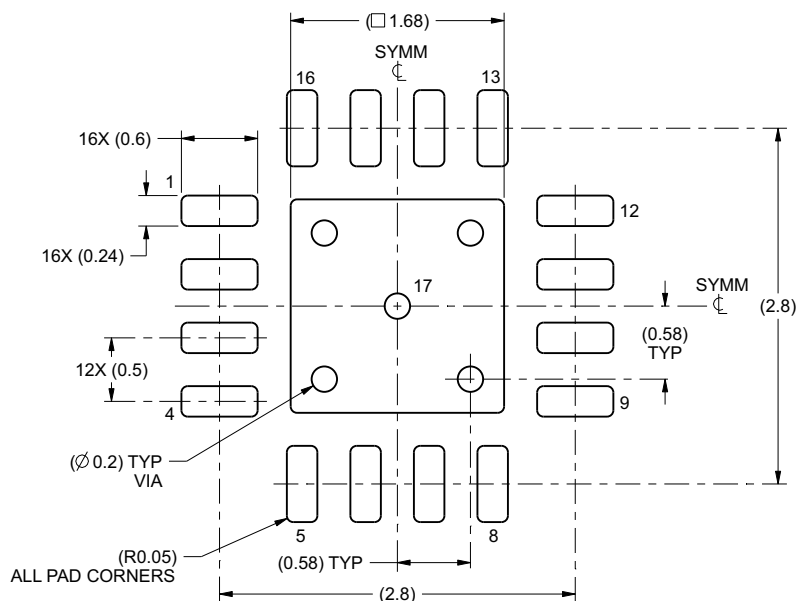 (□ 1.68)
SYMM
℄
16
13
16X (0.6)
1
12
16X (0.24)
17
SYMM
℄
(2.8)
(0.58)
TYP
12X (0.5)
4
9
(∅ 0.2) TYP
VIA
5
8
(R0.05)
ALL PAD CORNERS
(0.58) TYP
(2.8)